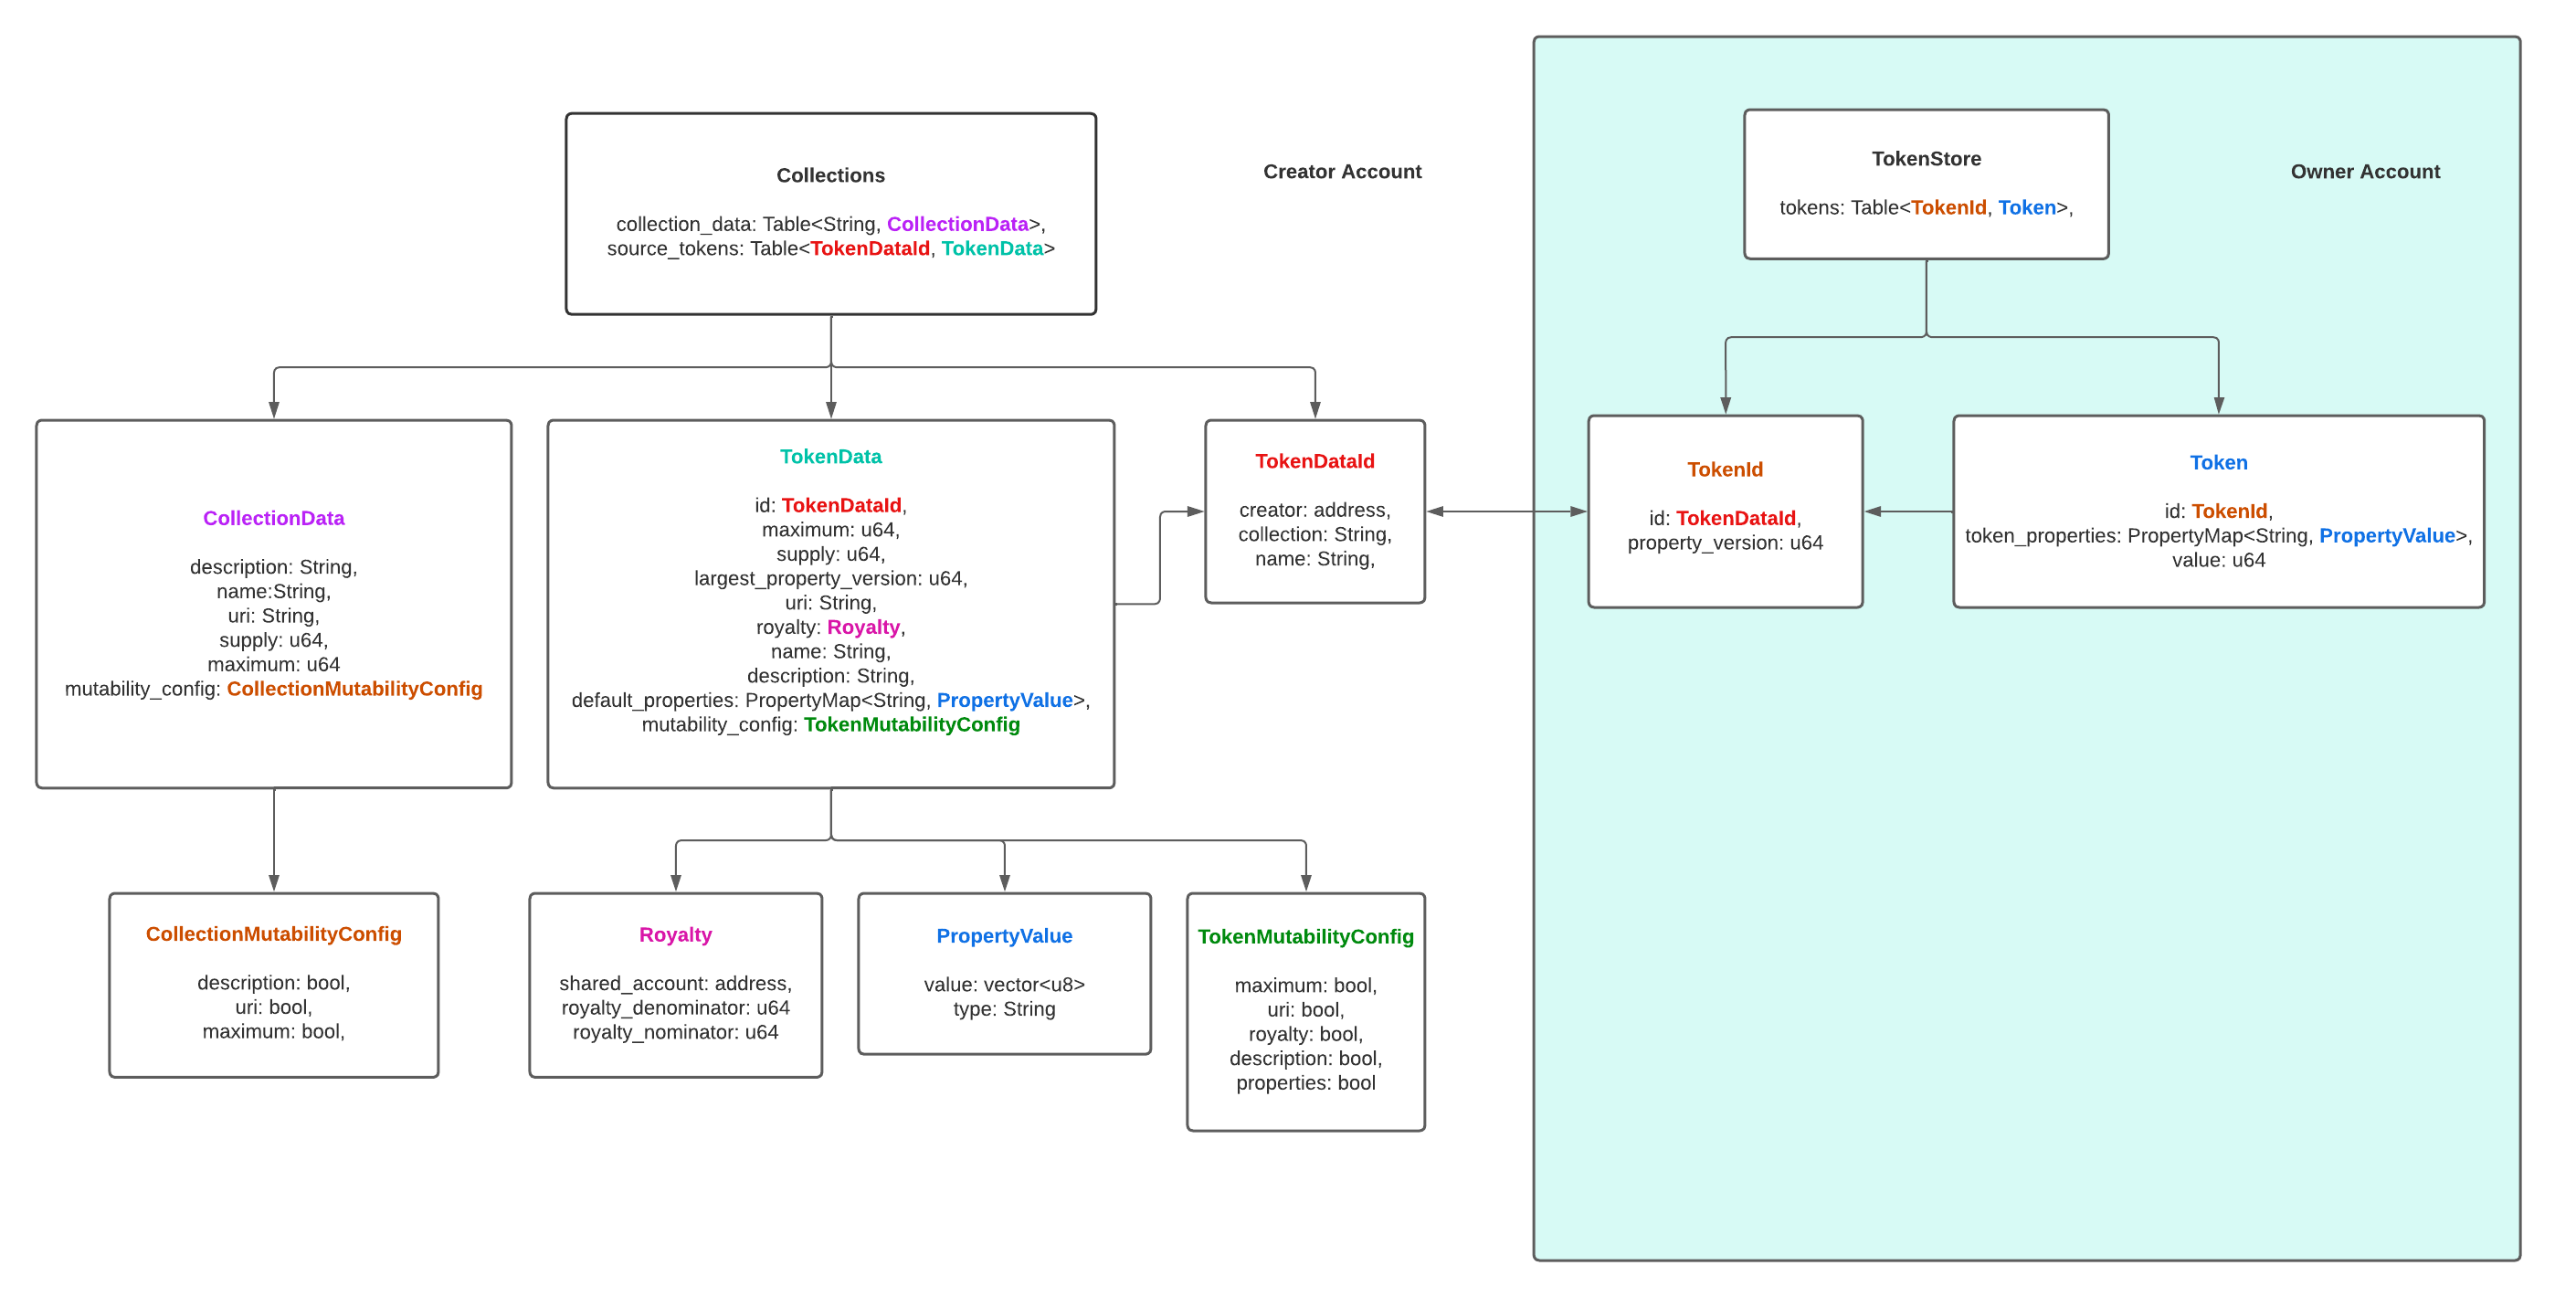 Collections
collection_data: Table<String, CollectionData>,
source_tokens: Table<TokenDataId, TokenData>
Creator Account
TokenStore
tokens: Table<TokenId, Token>,
Owner Account
CollectionData
description: String,
name:String,
uri: String,
supply: u64,
maximum: u64
mutability_config: CollectionMutabilityConfig
TokenData
id: TokenDataId,
maximum: u64,
supply: u64,
largest_property_version: u64,
uri: String,
royalty: Royalty,
name: String,
description: String,
default_properties: PropertyMap<String, PropertyValue>,
mutability_config: TokenMutabilityConfig
TokenDataId
creator: address,
collection: String,
name: String,
TokenId
id: TokenDataId,
property_version: u64
Token
id: TokenId,
token_properties: PropertyMap<String, PropertyValue>,
value: u64
CollectionMutabilityConfig
description: bool,
uri: bool,
maximum: bool,
Royalty
shared_account: address,
royalty_denominator: u64
royalty_nominator: u64
PropertyValue
value: vector<u8>
type: String
TokenMutabilityConfig
maximum: bool,
uri: bool,
royalty: bool,
description: bool,
properties: bool